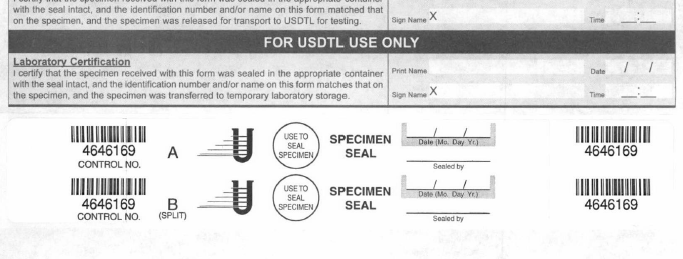 I certify that the specimen received with this form was sealed in the appropriate container
with the seal intact, and the identification number and/or name on this form matched that
on the specimen, and the specimen was released for transport to USDTL for testing.
Sign Name X
Time __:__
FOR USDTL USE ONLY
Laboratory Certification
I certify that the specimen received with this form was sealed in the appropriate container
with the seal intact, and the identification number and/or name on this form matches that on
the specimen, and the specimen was transferred to temporary laboratory storage.
Print Name
Date / /
Sign Name X
Time __:__
4646169
CONTROL NO.
A
USE TO
SEAL
SPECIMEN
SPECIMEN
SEAL
/ /
Date (Mo. Day Yr.)
Sealed by
4646169
4646169
CONTROL NO.
B
(SPLIT)
USE TO
SEAL
SPECIMEN
SPECIMEN
SEAL
/ /
Date (Mo. Day Yr.)
Sealed by
4646169